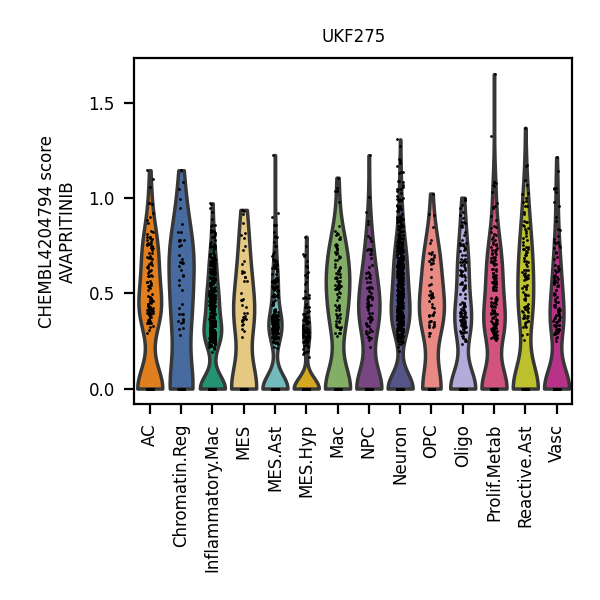 UKF275
CHEMBL4204794 score
AVAPRITINIB
1.5
1.0
0.5
0.0
AC
Chromatin.Reg
Inflammatory.Mac
MES
MES.Ast
MES.Hyp
Mac
NPC
Neuron
OPC
Oligo
Prolif.Metab
Reactive.Ast
Vasc